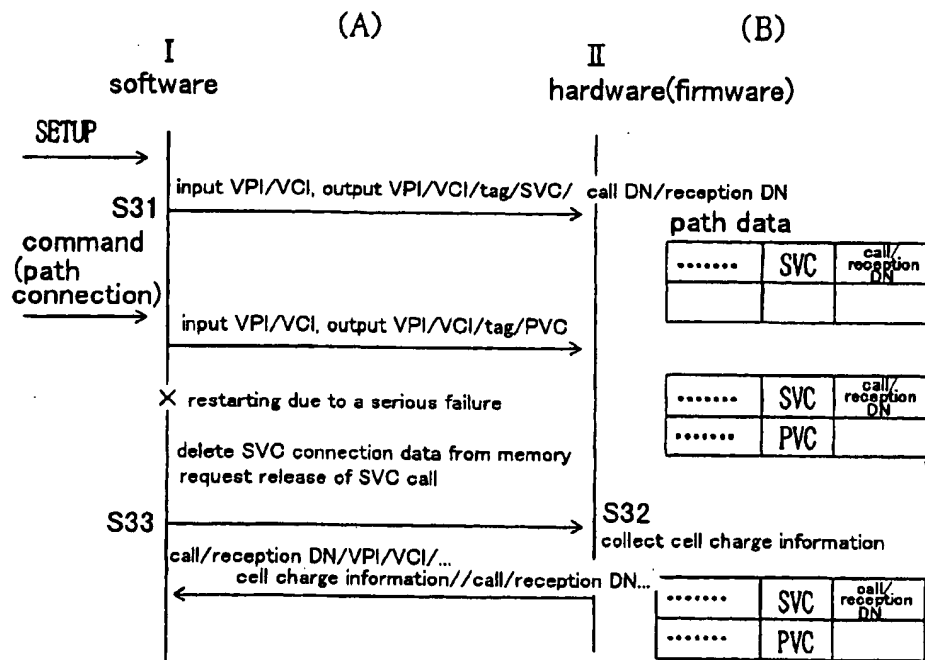 (A)
(B)
I
software
II
hardware(firmware)
SETUP
input VPI/VCI, output VPI/VCI/tag/SVC/ call DN/reception DN
S31
path data
command
(path
connection)
....... SVC call/
reception
DN
input VPI/VCI, output VPI/VCI/tag/PVC
× restarting due to a serious failure
....... SVC call/.
reception
DN
....... PVC
delete SVC connection data from memory
request release of SVC call
S33
S32
collect cell charge information
call/reception DN/VPI/VCI/...
cell charge information//call/reception DN...
....... SVC call/.
reception
DN
....... PVC